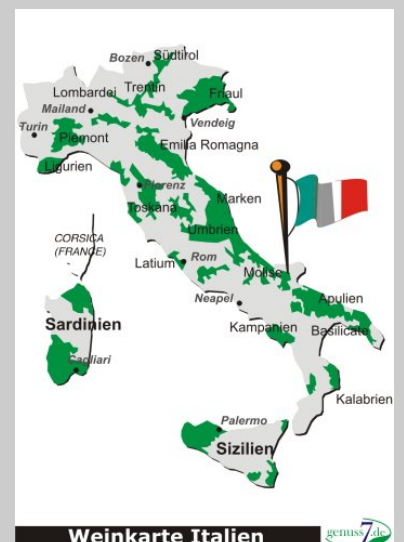 Bozen
Südtirol
Lombardei
Trentin
Friaul
Mailand
Vendeig
Turin
Piemont
Emilia Romagna
Ligurien
Florenz
Toskana
Marken
Umbrien
CORSICA
(FRANCE)
Latium
Rom
Molise
Neapel
Apulien
Sardinien
Kampanien
Basilicate
Cagliari
Kalabrien
Palermo
Sizilien
Weinkarte Italien
genuss7.de